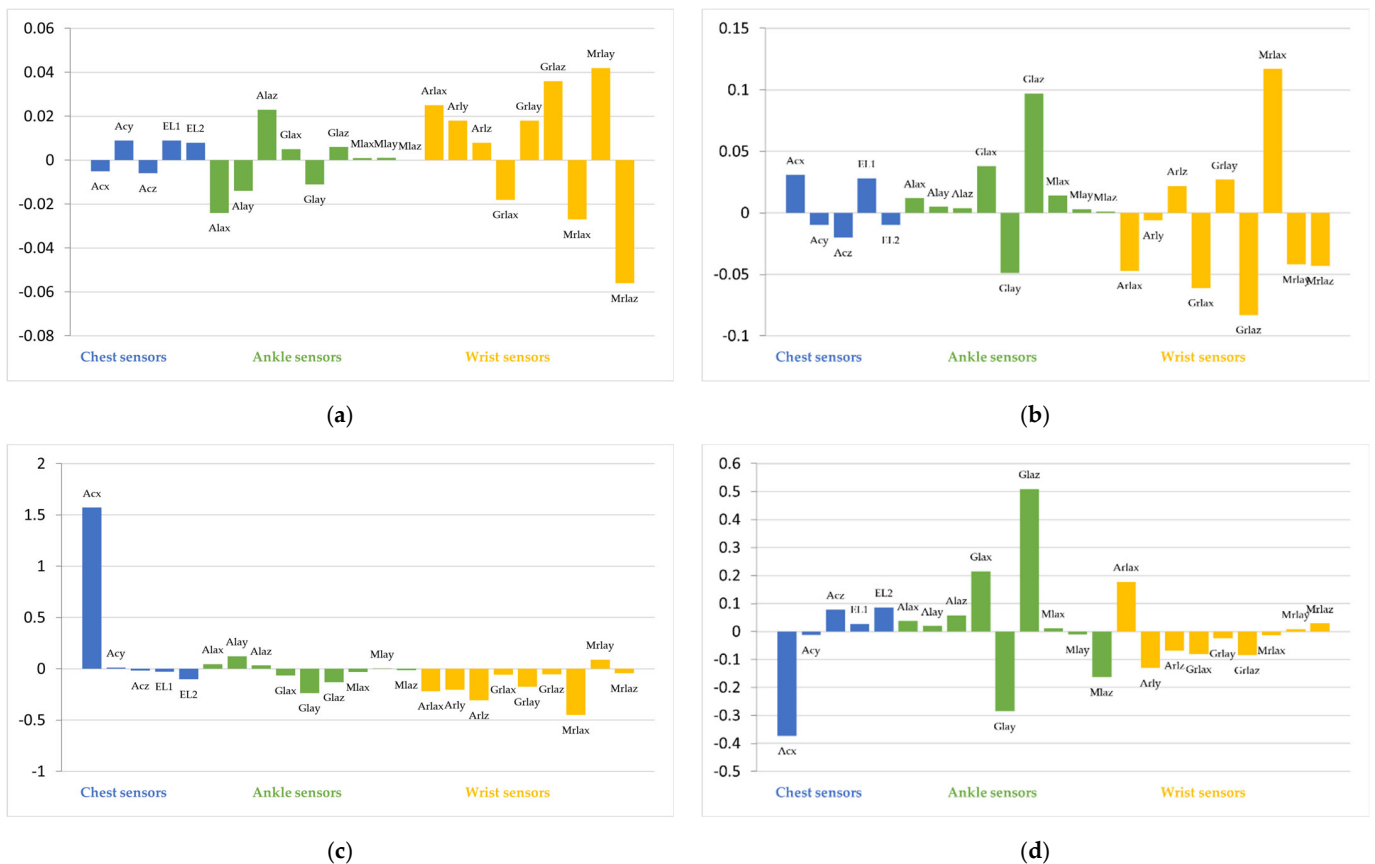 0.06
0.04
0.02
0
-0.02
-0.04
-0.06
-0.08
Acx
Acy
Acz
EL1
EL2
Alax
Alay
Alaz
Glax
Glay
Glaz
Mlax
Mlay
Mlaz
Arlax
Arly
Arlz
Grlax
Grlay
Grlaz
Mrlax
Mrlay
Mrlaz
Chest sensors
Ankle sensors
Wrist sensors
(a)
0.15
0.1
0.05
0
-0.05
-0.1
Acx
Acy
Acz
EL1
EL2
Alax
Alay
Alaz
Glax
Glay
Glaz
Mlax
Mlay
Mlaz
Arlax
Arly
Arlz
Grlax
Grlay
Grlaz
Mrlax
Mrlay
Mrlaz
Chest sensors
Ankle sensors
Wrist sensors
(b)
2
1.5
1
0.5
0
-0.5
-1
Acx
Acy
Acz
EL1
EL2
Alax
Alay
Alaz
Glax
Glay
Glaz
Mlax
Mlay
Mlaz
Arlax
Arly
Arlz
Grlax
Grlay
Grlaz
Mrlax
Mrlay
Mrlaz
Chest sensors
Ankle sensors
Wrist sensors
(c)
0.6
0.5
0.4
0.3
0.2
0.1
0
-0.1
-0.2
-0.3
-0.4
-0.5
Acx
Acy
Acz
EL1
EL2
Alax
Alay
Alaz
Glax
Glay
Glaz
Mlax
Mlay
Mlaz
Arlax
Arly
Arlz
Grlax
Grlay
Grlaz
Mrlax
Mrlay
Mrlaz
Chest sensors
Ankle sensors
Wrist sensors
(d)